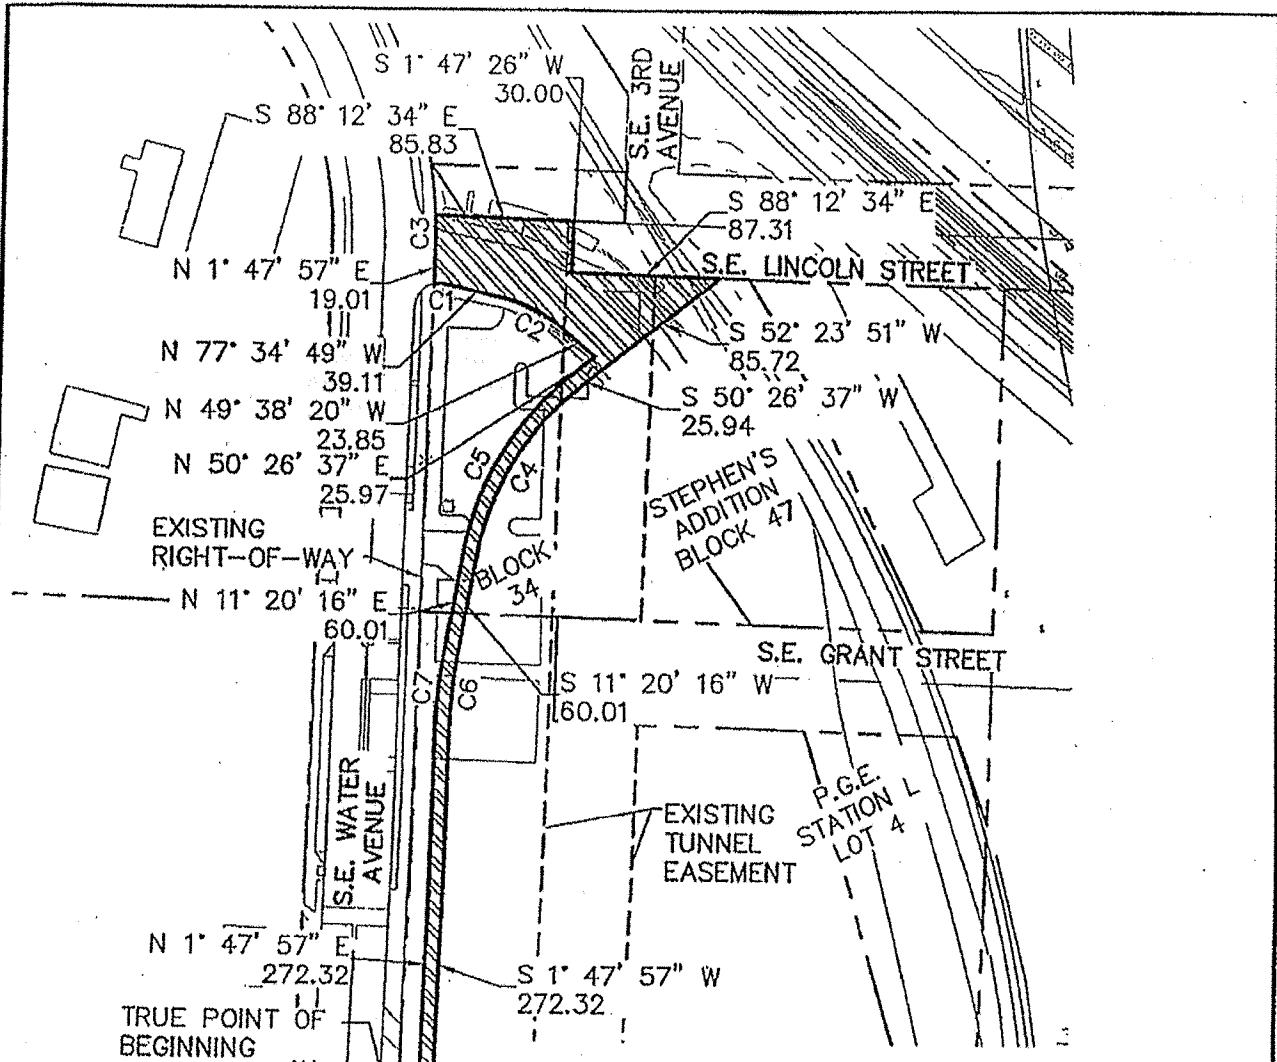 S 1° 47' 26" W
30.00
S.E. 3RD
AVENUE
S 88° 12' 34" E
85.83
S 88° 12' 34" E
87.31
C3
S.E. LINCOLN STREET
N 1° 47' 57" E
19.01
C1
C2
S 52° 23' 51" W
85.72
N 77° 34' 49" W
39.11
S 50° 26' 37" W
25.94
N 49° 38' 20" W
23.85
N 50° 26' 37" E
25.97
C5
C4
STEPHEN'S
ADDITION
BLOCK 47
EXISTING
RIGHT-OF-WAY
BLOCK
34
N 11° 20' 16" E
60.01
S.E. GRANT STREET
C7
C6
S 11° 20' 16" W
60.01
S.E. WATER
AVENUE
P.G.E.
STATION L
LOT 4
EXISTING
TUNNEL
EASEMENT
N 1° 47' 57" E
272.32
S 1° 47' 57" W
272.32
TRUE POINT OF
BEGINNING